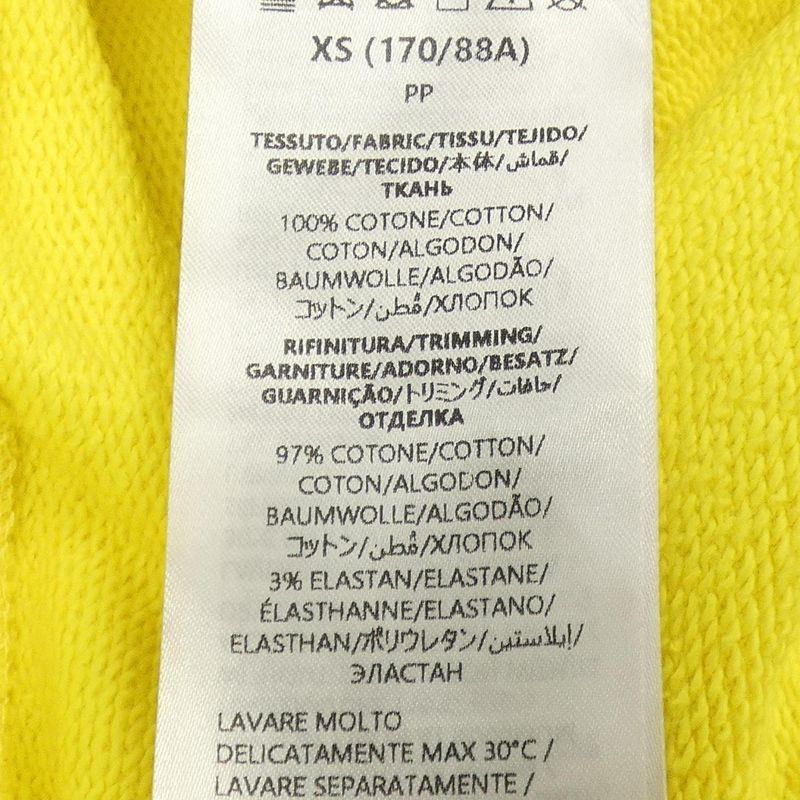 XS (170/88A)
PP
TESSUTO/FABRIC/TISSU/TEJIDO/
GEWEBE/TECIDO/本体/قماش/
ТКАНЬ
100% COTONE/COTTON/
COTON/ALGODON/
BAUMWOLLE/ALGODÃO/
コットン/قُطن/ХЛОПОК
RIFINITURA/TRIMMING/
GARNITURE/ADORNO/BESATZ/
GUARNIÇÃO/トリミング/حافات/
ОТДЕЛКА
97% COTONE/COTTON/
COTON/ALGODON/
BAUMWOLLE/ALGODÃO/
コットン/قُطن/ХЛОПОК
3% ELASTAN/ELASTANE/
ÉLASTHANNE/ELASTANO/
ELASTHAN/ポリウレタン/إيلاستين/
ЭЛАСТАН
LAVARE MOLTO
DELICATAMENTE MAX 30°C /
LAVARE SEPARATAMENTE /